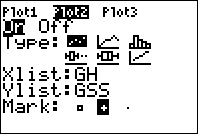 Plot1 Plot2 Plot3
On Off
Type:
Xlist:GH
Ylist:GSS
Mark: